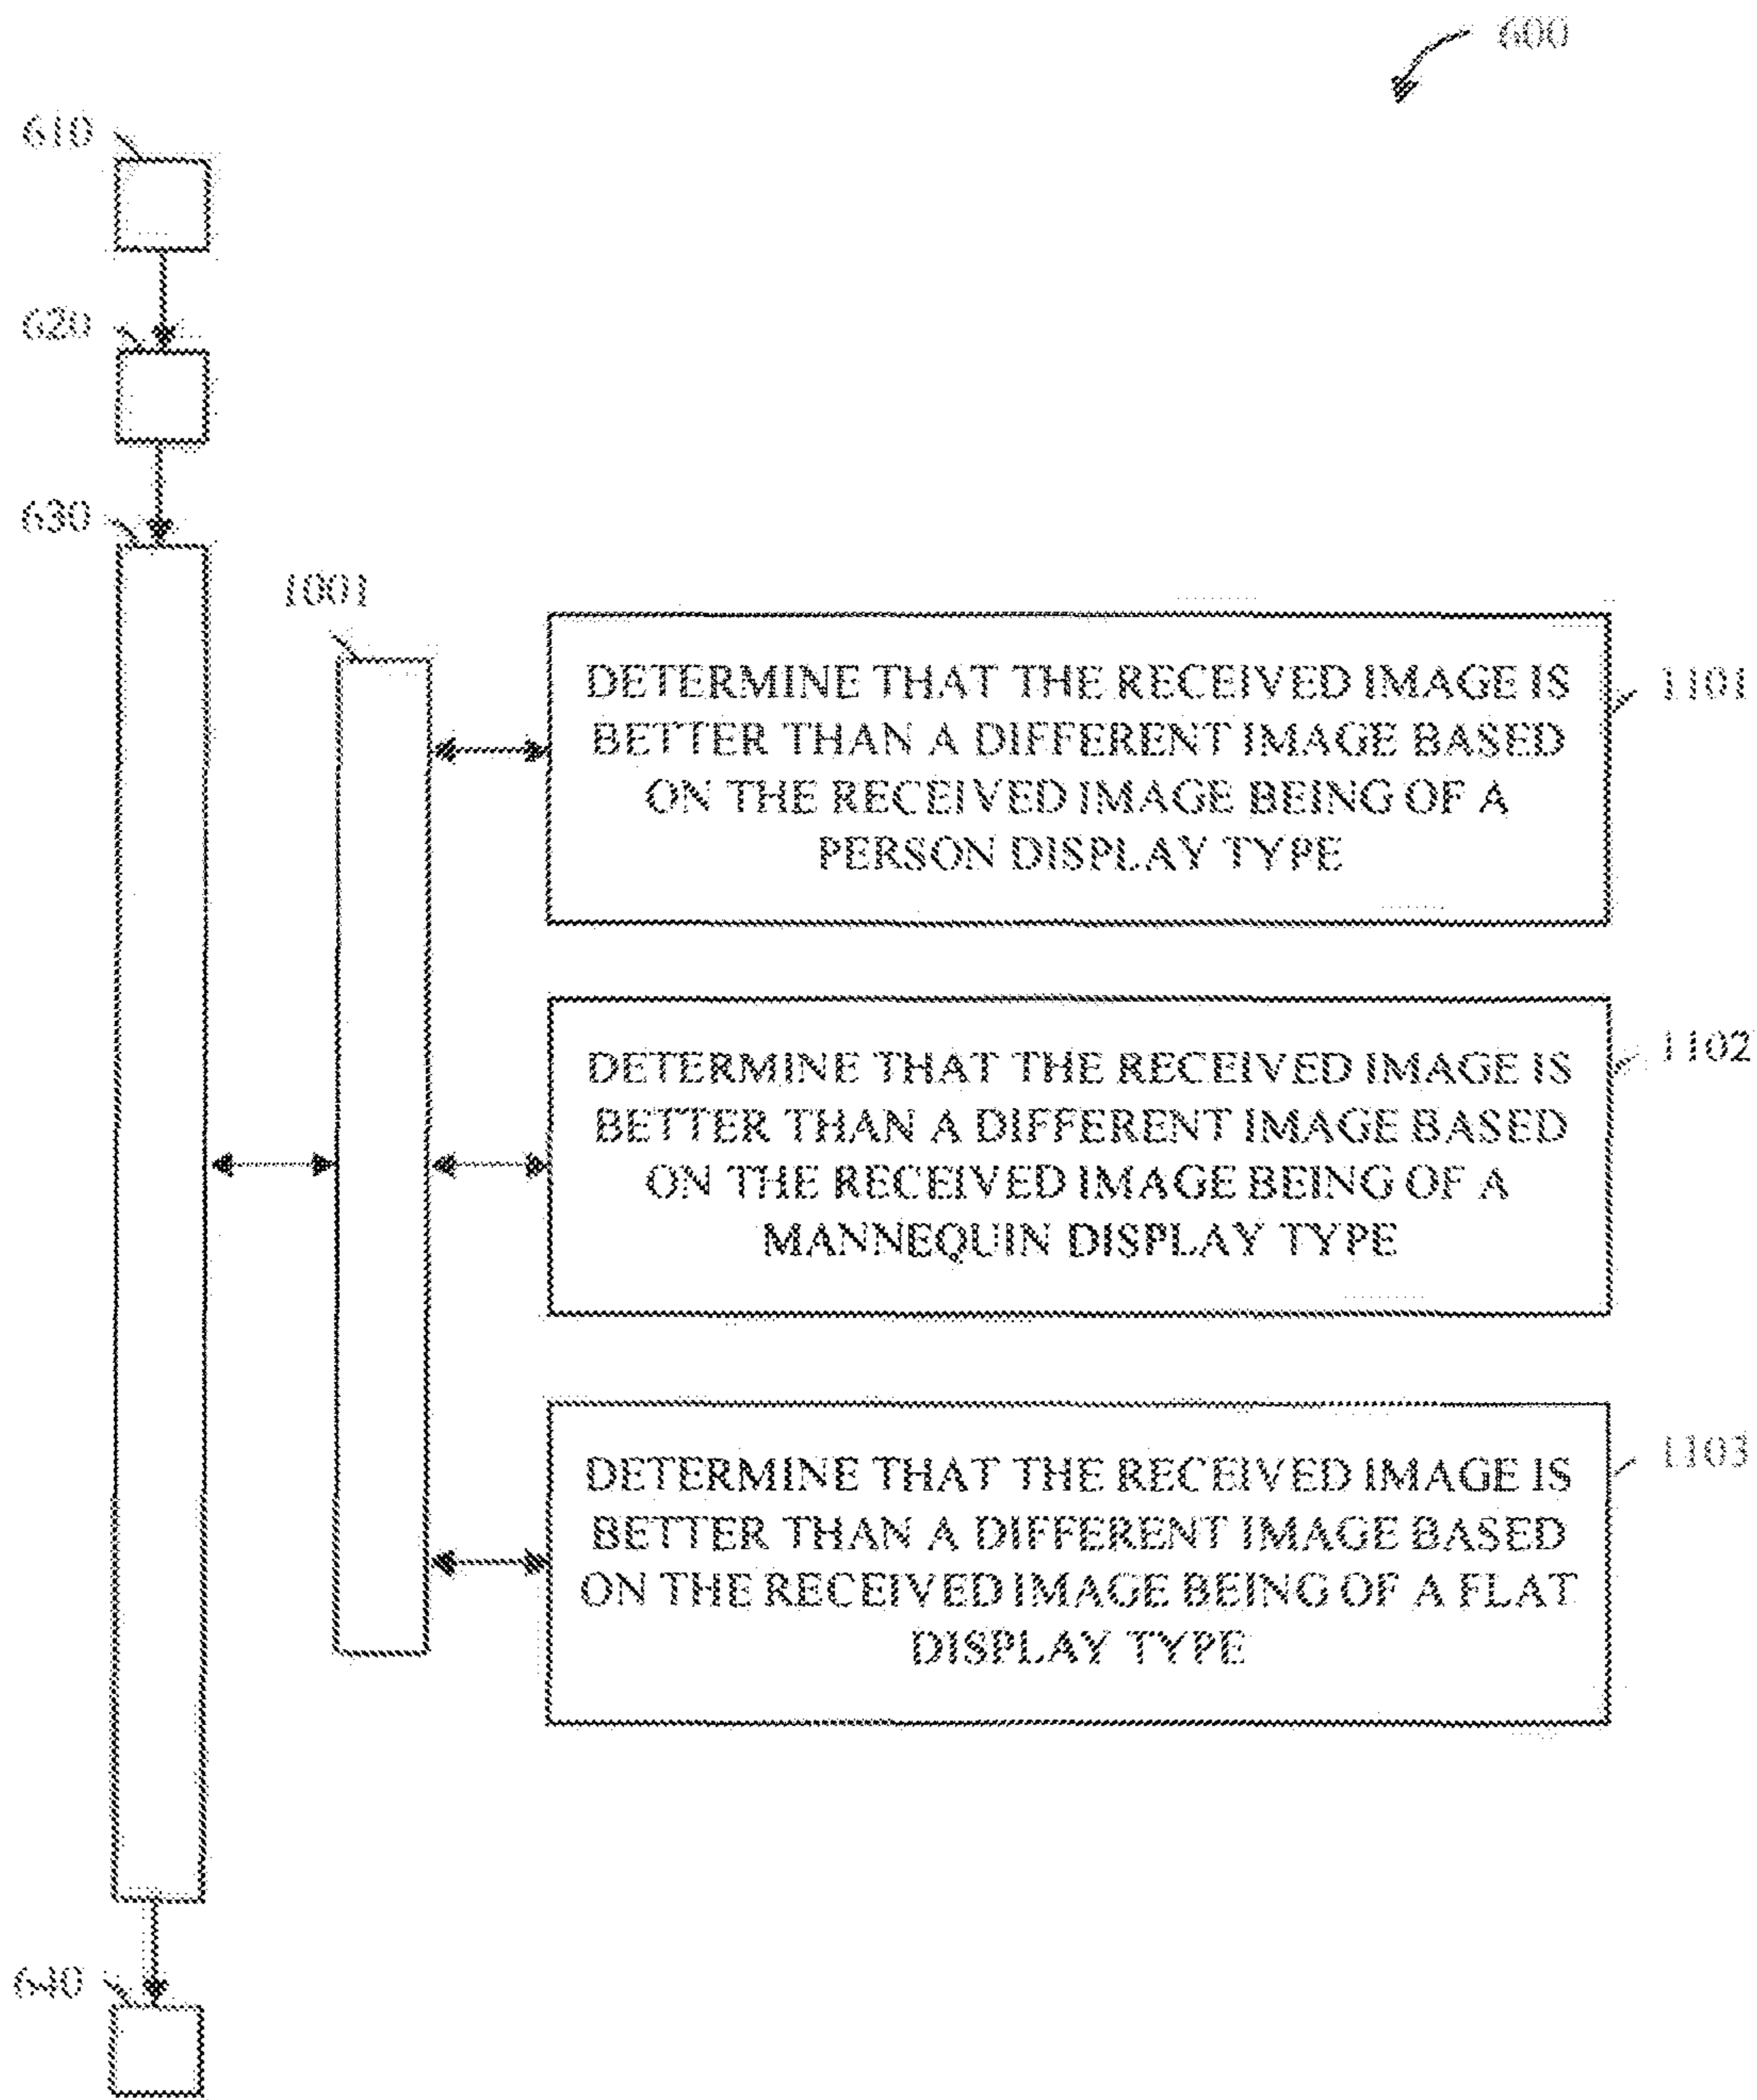 600
610
620
630
1001
DETERMINE THAT THE RECEIVED IMAGE IS
BETTER THAN A DIFFERENT IMAGE BASED
ON THE RECEIVED IMAGE BEING OF A
PERSON DISPLAY TYPE
1101
DETERMINE THAT THE RECEIVED IMAGE IS
BETTER THAN A DIFFERENT IMAGE BASED
ON THE RECEIVED IMAGE BEING OF A
MANNEQUIN DISPLAY TYPE
1102
DETERMINE THAT THE RECEIVED IMAGE IS
BETTER THAN A DIFFERENT IMAGE BASED
ON THE RECEIVED IMAGE BEING OF A FLAT
DISPLAY TYPE
1103
640